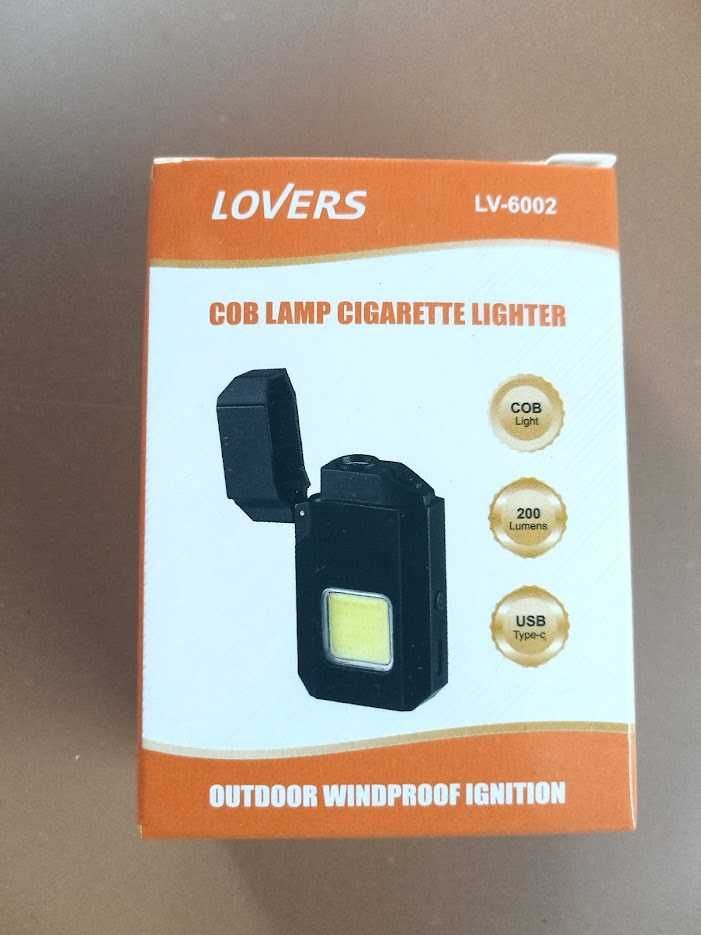 LOVERS
LV-6002
COB LAMP CIGARETTE LIGHTER
COB
Light
200
Lumens
USB
Type-c
OUTDOOR WINDPROOF IGNITION